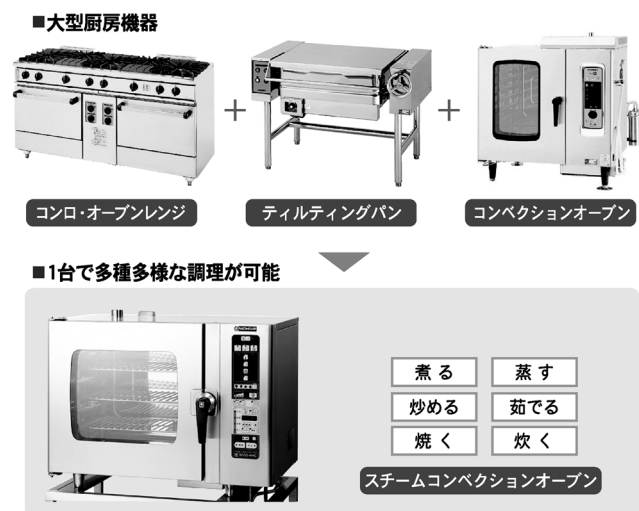 ■大型厨房機器
+ +
コンロ・オーブンレンジ ティルティングパン コンベクションオーブン
■1台で多種多様な調理が可能
煮る 蒸す
炒める 茹でる
焼く 炊く
スチームコンベクションオーブン